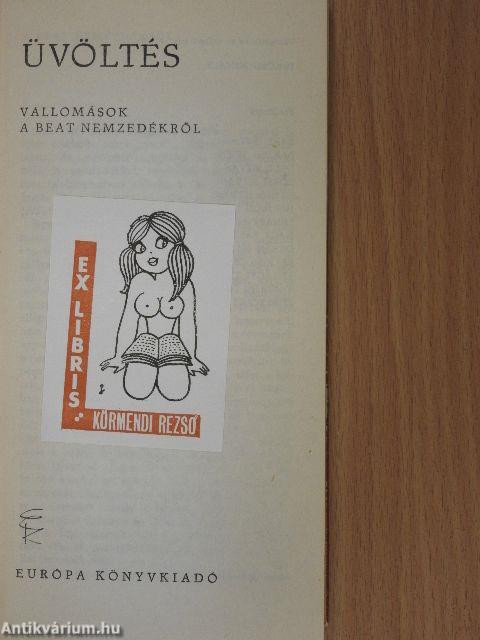 ÜVÖLTÉS
VALLOMÁSOK
A BEAT NEMZEDÉKRŐL
EX LIBRIS
KÖRMENDI REZSŐ
EURÓPA KÖNYVKIADÓ
Antikvárium.hu